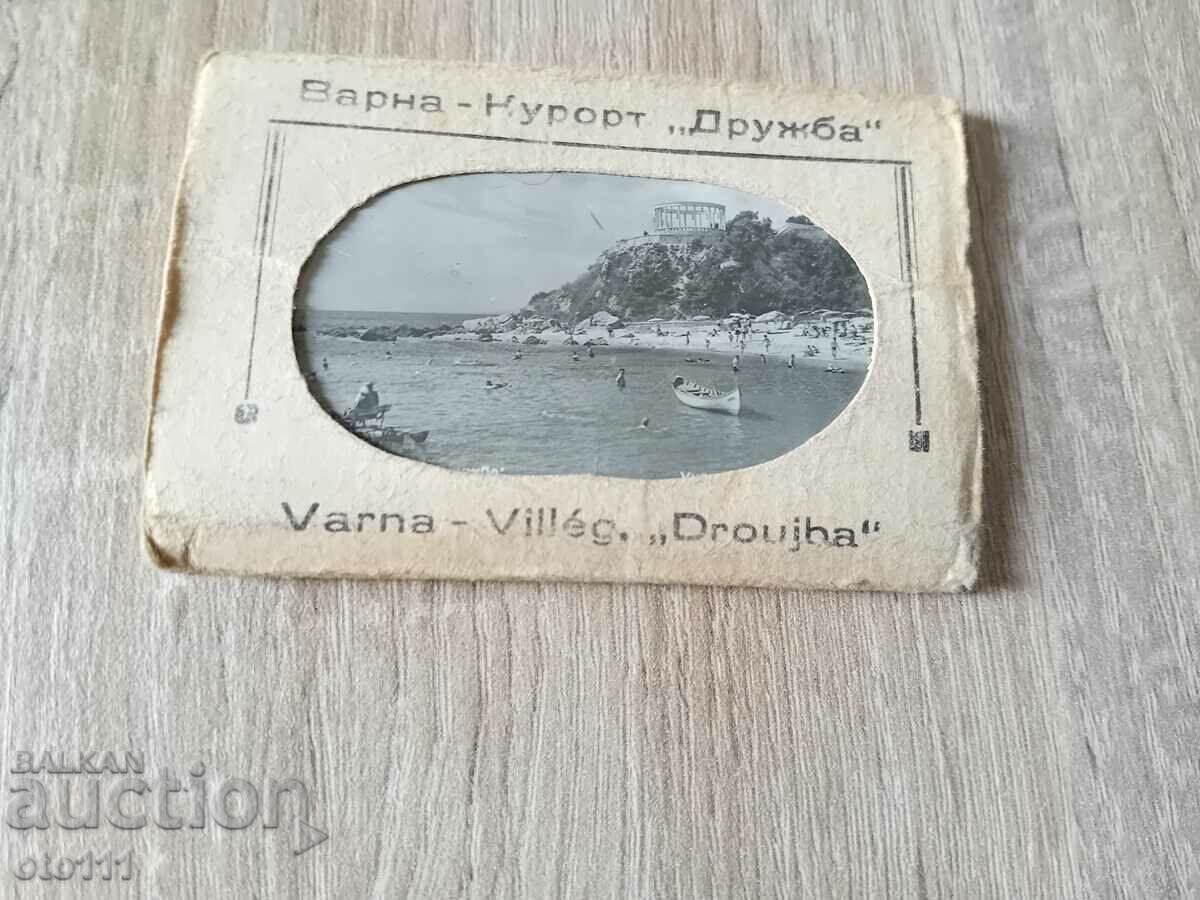 Варна - Курорт „Дружба“
Varna - Villég. „Droujba“
BALKAN
auction
oto111